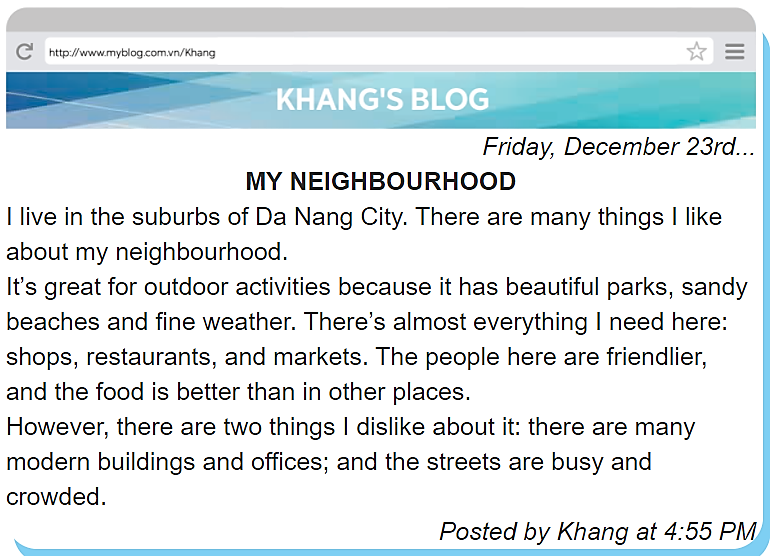 http://www.myblog.com.vn/Khang
KHANG'S BLOG
Friday, December 23rd...
MY NEIGHBOURHOOD
I live in the suburbs of Da Nang City. There are many things I like
about my neighbourhood.
It's great for outdoor activities because it has beautiful parks, sandy
beaches and fine weather. There's almost everything I need here:
shops, restaurants, and markets. The people here are friendlier,
and the food is better than in other places.
However, there are two things I dislike about it: there are many
modern buildings and offices; and the streets are busy and
crowded.
Posted by Khang at 4:55 PM